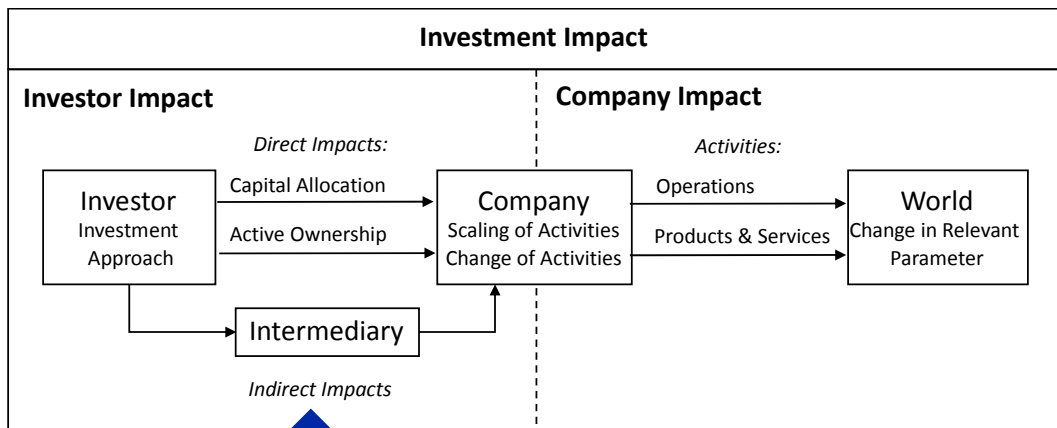 Investment Impact
Investor Impact
Company Impact
Direct Impacts:
Activities:
Investor
Investment
Approach
Capital Allocation
Active Ownership
Company
Scaling of Activities
Change of Activities
Operations
Products & Services
World
Change in Relevant
Parameter
Intermediary
Indirect Impacts